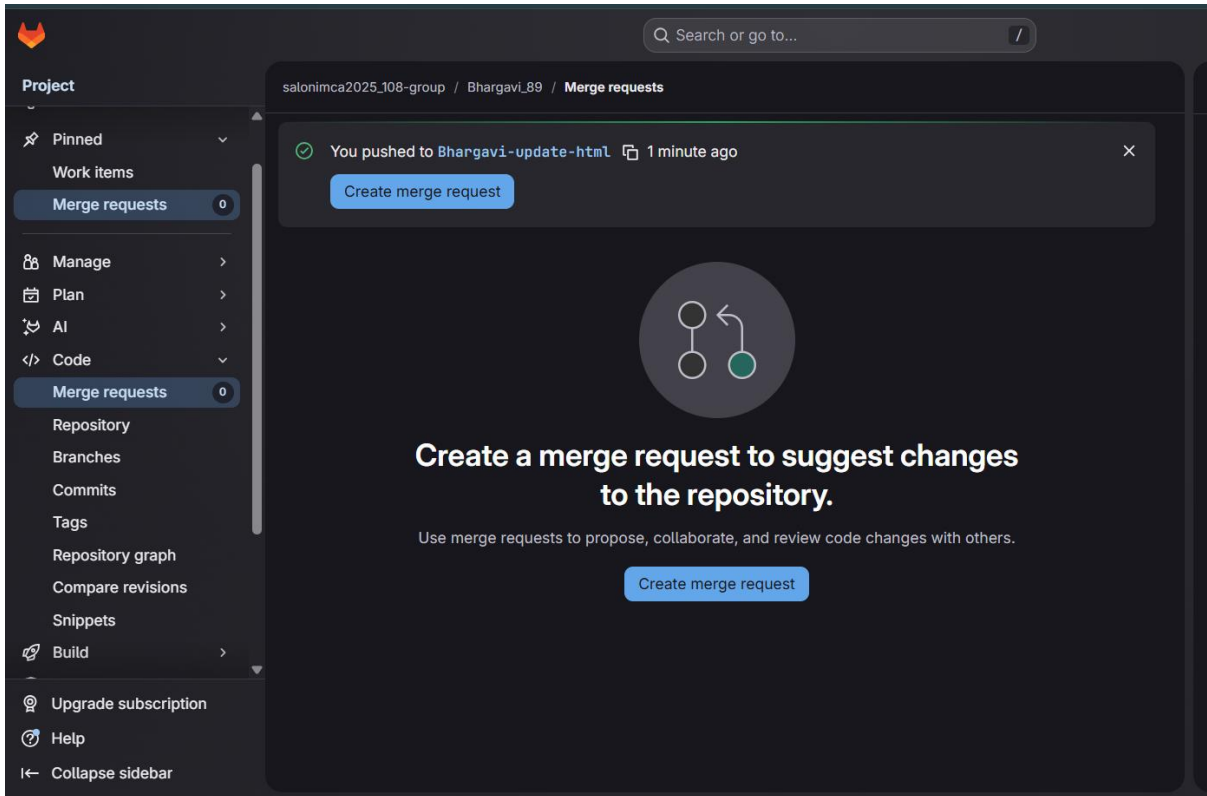 Search or go to...
/
Project
salonimca2025_108-group / Bhargavi_89 / Merge requests
Pinned
Work items
Merge requests 0
Manage
Plan
AI
Code
Merge requests 0
Repository
Branches
Commits
Tags
Repository graph
Compare revisions
Snippets
Build
Upgrade subscription
Help
Collapse sidebar
You pushed to Bhargavi-update-html 1 minute ago
Create merge request
Create a merge request to suggest changes
to the repository.
Use merge requests to propose, collaborate, and review code changes with others.
Create merge request